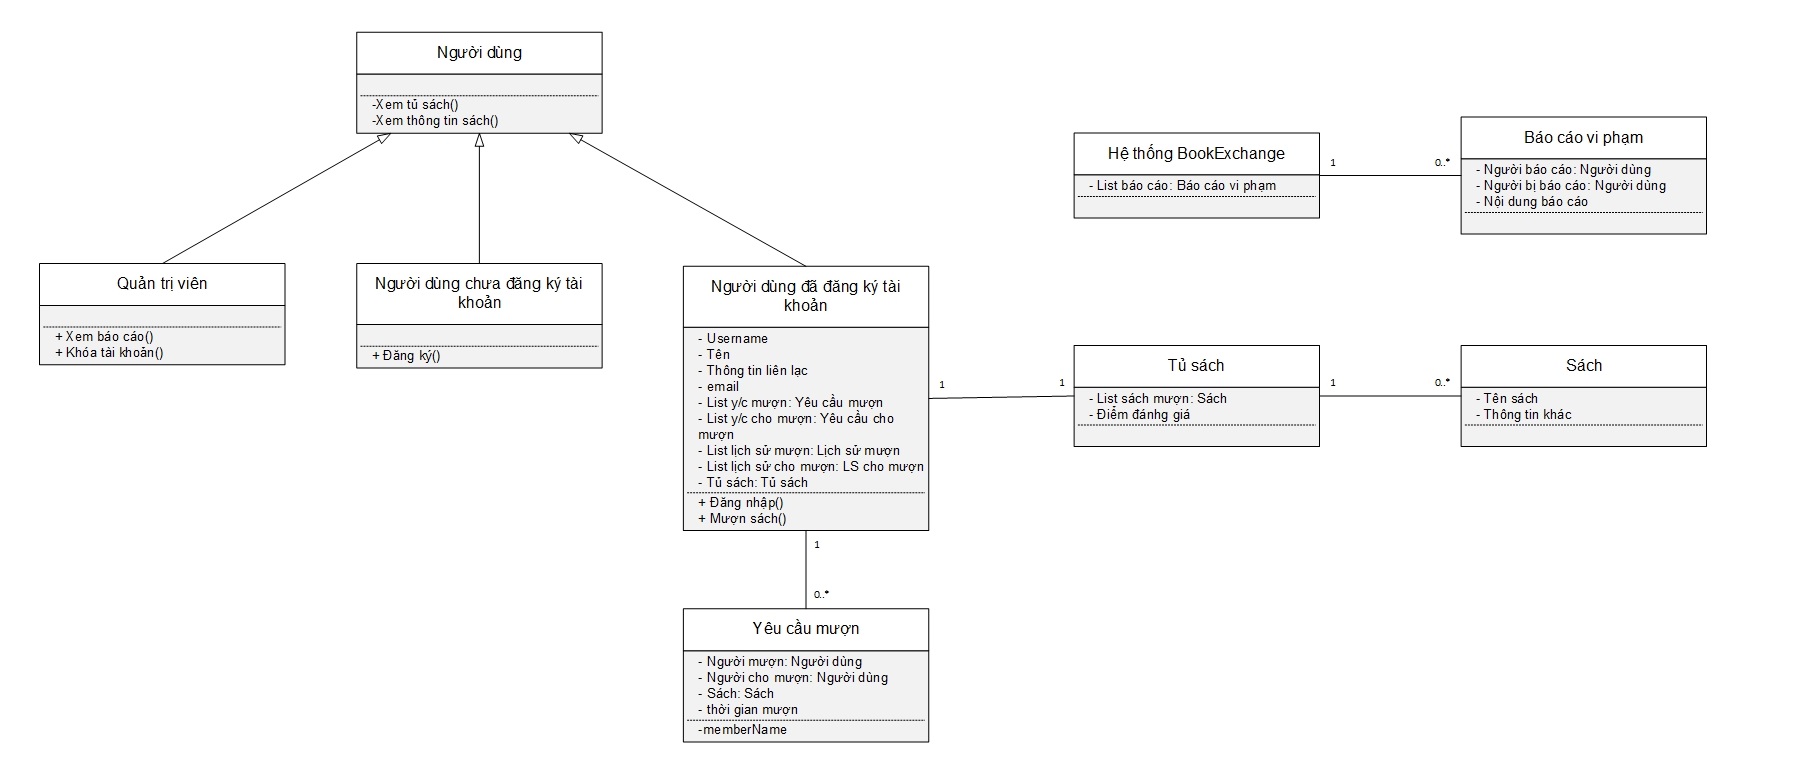 Người dùng
-Xem tủ sách()
-Xem thông tin sách()
Hệ thống BookExchange
- List báo cáo: Báo cáo vi phạm
1
0..*
Báo cáo vi phạm
- Người báo cáo: Người dùng
- Người bị báo cáo: Người dùng
- Nội dung báo cáo
Quản trị viên
+ Xem báo cáo()
+ Khóa tài khoản()
Người dùng chưa đăng ký tài
khoản
+ Đăng ký()
Người dùng đã đăng ký tài
khoản
- Username
- Tên
- Thông tin liên lạc
- email
- List y/c mượn: Yêu cầu mượn
- List y/c cho mượn: Yêu cầu cho
mượn
- List lịch sử mượn: Lịch sử mượn
- List lịch sử cho mượn: LS cho mượn
- Tủ sách: Tủ sách
+ Đăng nhập()
+ Mượn sách()
1
1
Tủ sách
- List sách mượn: Sách
- Điểm đánhg giá
1
0..*
Sách
- Tên sách
- Thông tin khác
1
0..*
Yêu cầu mượn
- Người mượn: Người dùng
- Người cho mượn: Người dùng
- Sách: Sách
- thời gian mượn
-memberName